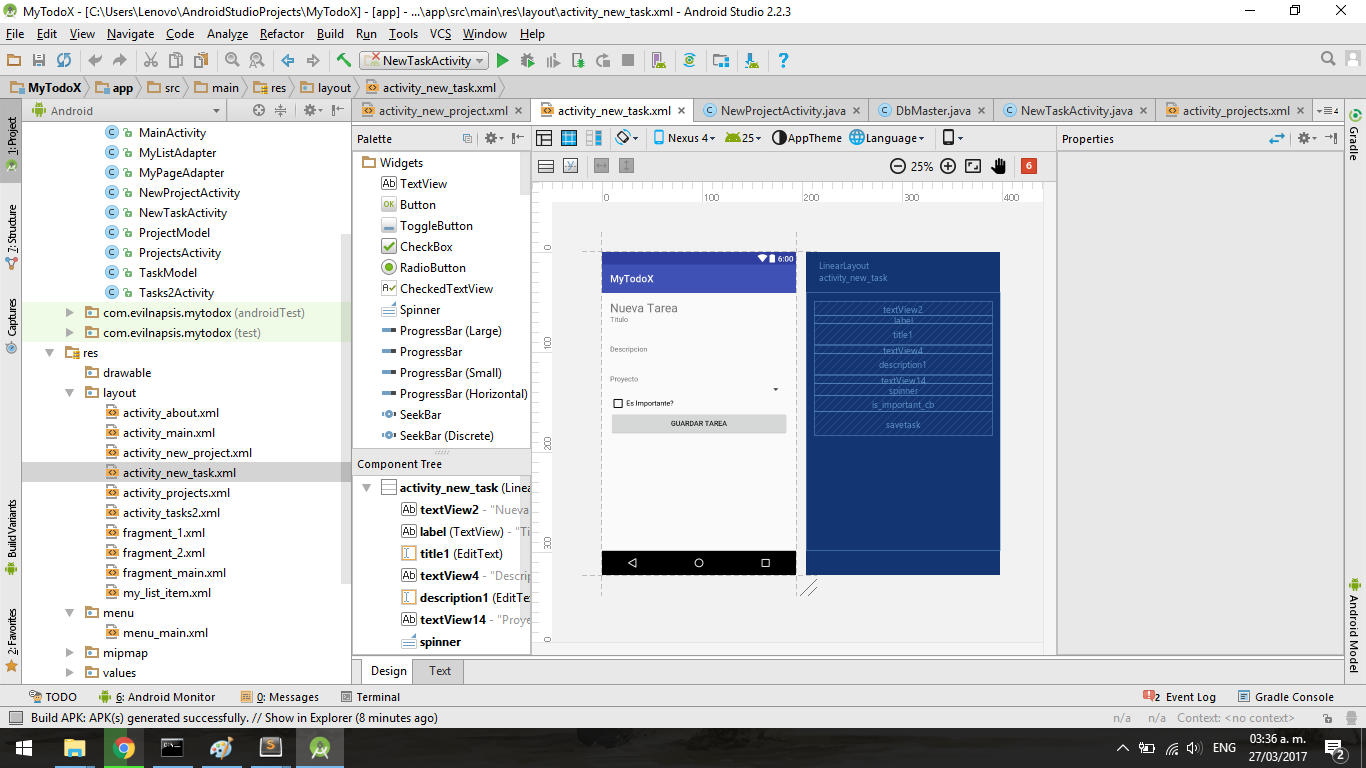 MyTodoX - [C:\Users\Lenovo\AndroidStudioProjects\MyTodoX] - [app] - ...\app\src\main\res\layout\activity_new_task.xml - Android Studio 2.2.3
File Edit View Navigate Code Analyze Refactor Build Run Tools VCS Window Help
NewTaskActivity
MyTodoX app src main res layout activity_new_task.xml
1: Project
7: Structure
Captures
Build Variants
2: Favorites
Android
MainActivity
MyListAdapter
MyPageAdapter
NewProjectActivity
NewTaskActivity
ProjectModel
ProjectsActivity
TaskModel
Tasks2Activity
com.evilnapsis.mytodox (androidTest)
com.evilnapsis.mytodox (test)
res
drawable
layout
activity_about.xml
activity_main.xml
activity_new_project.xml
activity_new_task.xml
activity_projects.xml
activity_tasks2.xml
fragment_1.xml
fragment_2.xml
fragment_main.xml
my_list_item.xml
menu
menu_main.xml
mipmap
values
activity_new_project.xml activity_new_task.xml NewProjectActivity.java DbMaster.java NewTaskActivity.java activity_projects.xml 4
Palette
Widgets
Ab TextView
OK Button
ToggleButton
CheckBox
RadioButton
CheckedTextView
Spinner
ProgressBar (Large)
ProgressBar
ProgressBar (Small)
ProgressBar (Horizontal)
SeekBar
SeekBar (Discrete)
Component Tree
activity_new_task (Linea
Ab textView2 - "Nueva
Ab label (TextView) - "Ti
title1 (EditText)
Ab textView4 - "Descrip
description1 (EditTe
Ab textView14 - "Proye
spinner
Nexus 4 25 AppTheme Language
25% 6
0 100 200 300 400
0
100
200
300
0
6:00
MyTodoX
Nueva Tarea
Titulo
Descripcion
Proyecto
Es Importante?
GUARDAR TAREA
LinearLayout
activity_new_task
textView2
label
title1
textView4
description1
textView14
spinner
is_important_cb
savetask
Properties
Gradle
Android Model
Design Text
TODO 6: Android Monitor 0: Messages Terminal 2 Event Log Gradle Console
Build APK: APK(s) generated successfully. // Show in Explorer (8 minutes ago) n/a n/a Context: <no context>
ENG 03:36 a. m.
27/03/2017 2